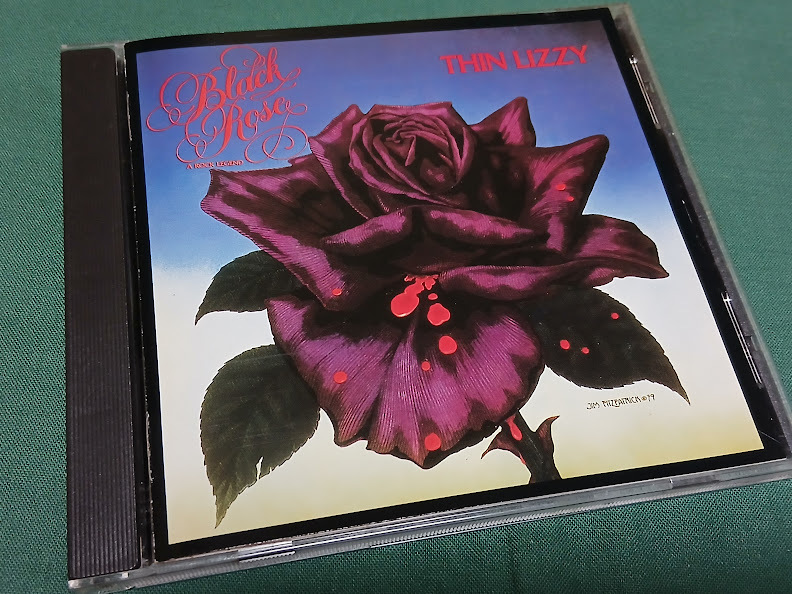 Black
Rose
A ROCK LEGEND
THIN LIZZY
JIM FITZPATRICK © 79